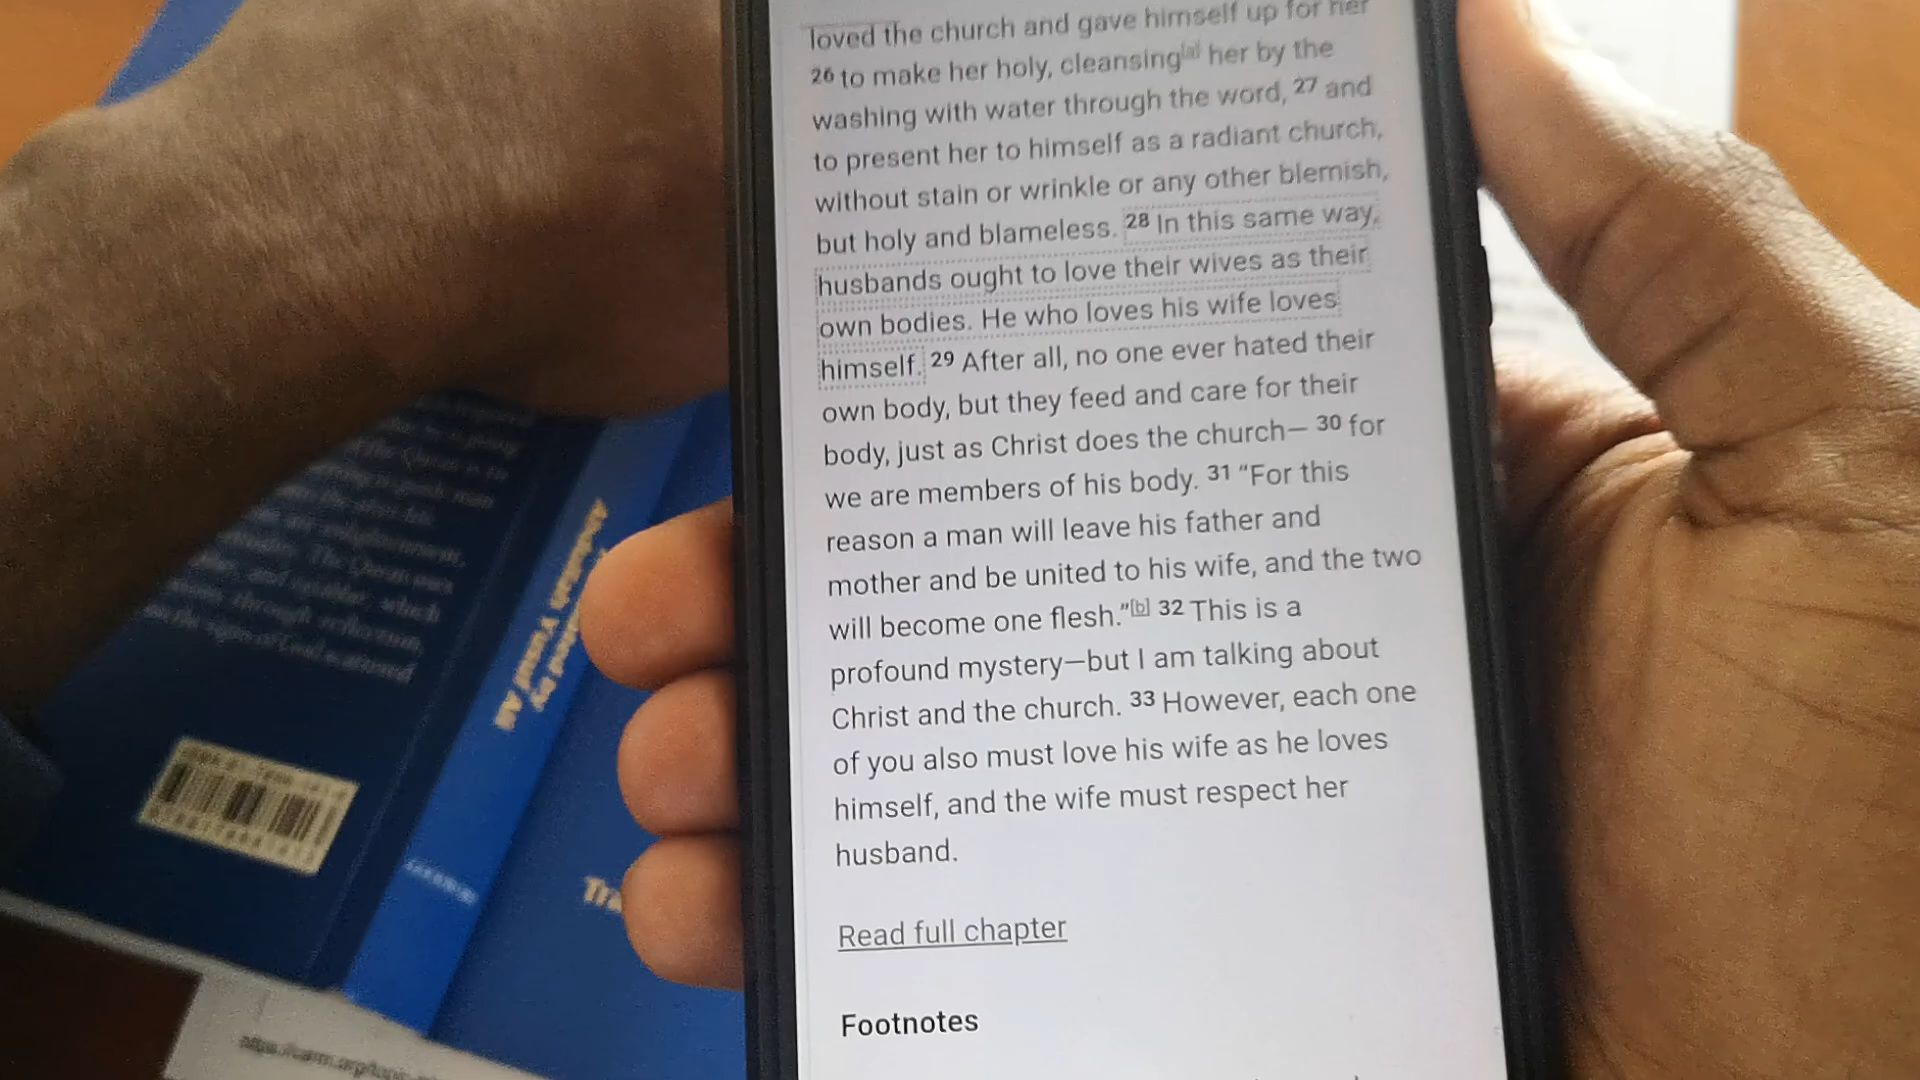 loved the church and gave himself up for her
26 to make her holy, cleansing[a] her by the
washing with water through the word, 27 and
to present her to himself as a radiant church,
without stain or wrinkle or any other blemish,
but holy and blameless. 28 In this same way,
husbands ought to love their wives as their
own bodies. He who loves his wife loves
himself. 29 After all, no one ever hated their
own body, but they feed and care for their
body, just as Christ does the church— 30 for
we are members of his body. 31 “For this
reason a man will leave his father and
mother and be united to his wife, and the two
will become one flesh.”[b] 32 This is a
profound mystery—but I am talking about
Christ and the church. 33 However, each one
of you also must love his wife as he loves
himself, and the wife must respect her
husband.
Read full chapter
Footnotes
by
Abdullah Yusuf Ali
through reflection,